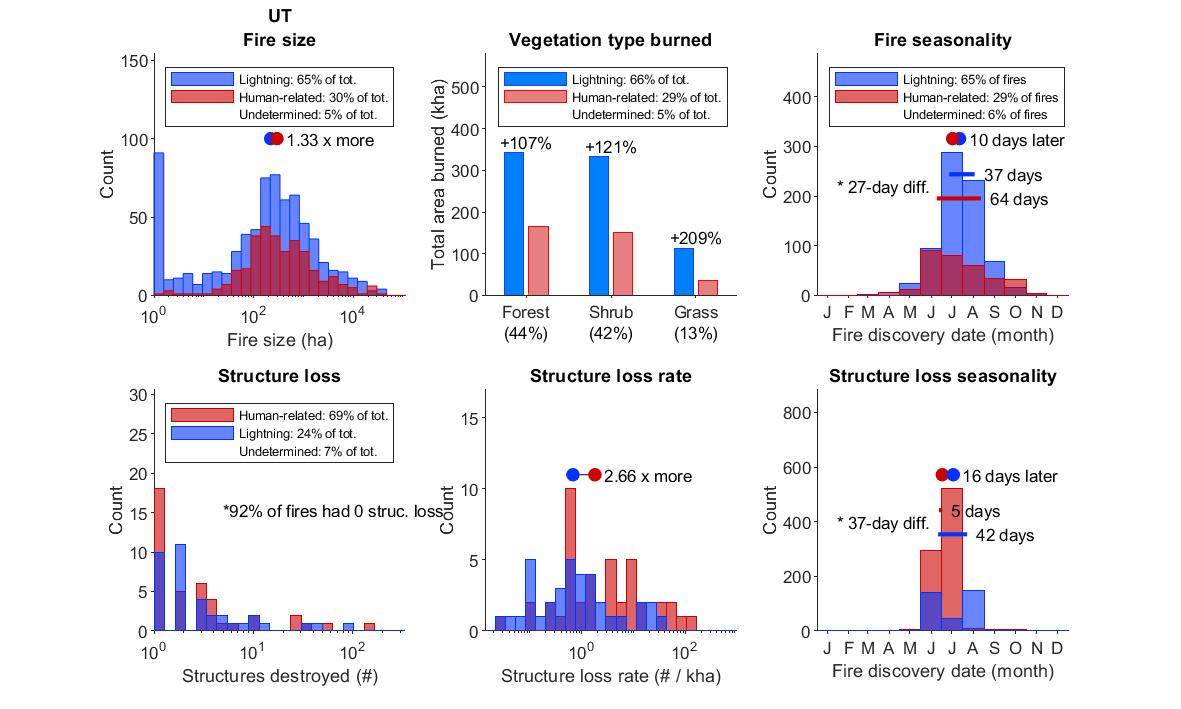 UT
Fire size
150
100
50
0
Count
Lightning: 65% of tot.
Human-related: 30% of tot.
Undetermined: 5% of tot.
1.33 x more
10^0
10^2
10^4
Fire size (ha)
Vegetation type burned
500
400
300
200
100
0
Total area burned (kha)
Lightning: 66% of tot.
Human-related: 29% of tot.
Undetermined: 5% of tot.
+107%
+121%
+209%
Forest
(44%)
Shrub
(42%)
Grass
(13%)
Fire seasonality
400
300
200
100
0
Count
Lightning: 65% of fires
Human-related: 29% of fires
Undetermined: 6% of fires
10 days later
37 days
* 27-day diff.
64 days
J F M A M J J A S O N D
Fire discovery date (month)
Structure loss
30
25
20
15
10
5
0
Count
Human-related: 69% of tot.
Lightning: 24% of tot.
Undetermined: 7% of tot.
*92% of fires had 0 struc. loss
10^0
10^1
10^2
Structures destroyed (#)
Structure loss rate
15
10
5
0
Count
2.66 x more
10^0
10^2
Structure loss rate (# / kha)
Structure loss seasonality
800
600
400
200
0
Count
16 days later
5 days
* 37-day diff.
42 days
J F M A M J J A S O N D
Fire discovery date (month)